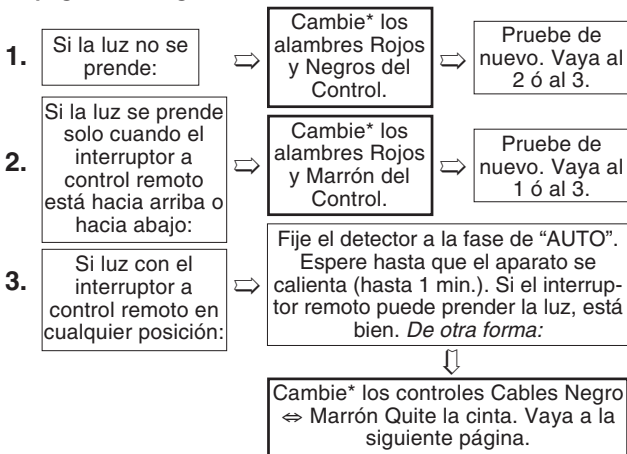 1.
Si la luz no se
prende:
Cambie* los
alambres Rojos
y Negros del
Control.
Pruebe de
nuevo. Vaya al
2 ó al 3.
2.
Si la luz se prende
solo cuando el
interruptor a
control remoto
está hacia arriba o
hacia abajo:
Cambie* los
alambres Rojos
y Marrón del
Control.
Pruebe de
nuevo. Vaya al
1 ó al 3.
3.
Si luz con el
interruptor a
control remoto en
cualquier posición:
Fije el detector a la fase de “AUTO”.
Espere hasta que el aparato se
calienta (hasta 1 min.). Si el interrup-
tor remoto puede prender la luz, está
bien. De otra forma:
Cambie* los controles Cables Negro
⇔ Marrón Quite la cinta. Vaya a la
siguiente página.